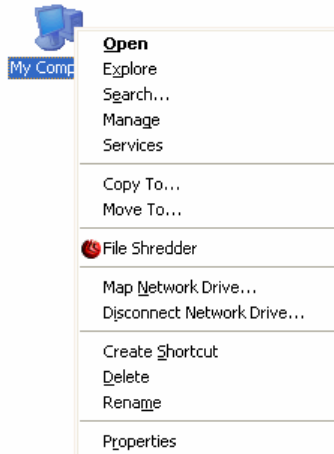 My Comp
Open
Explore
Search...
Manage
Services
Copy To...
Move To...
File Shredder
Map Network Drive...
Disconnect Network Drive...
Create Shortcut
Delete
Rename
Properties